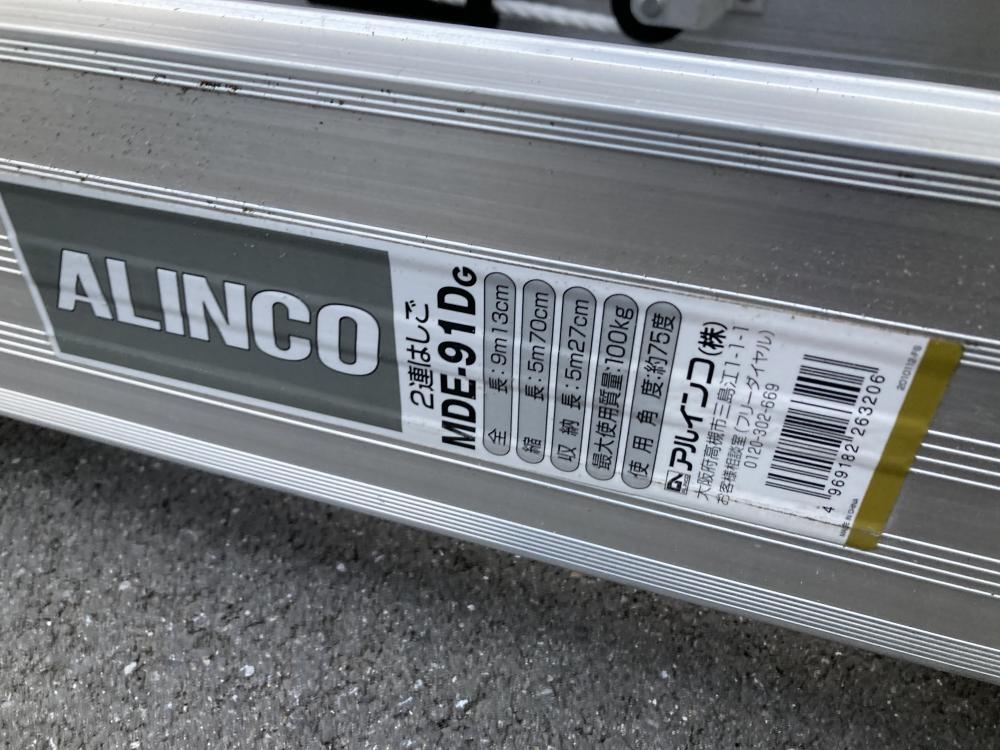 ALINCO
2連はしご
MDE-91DG
全長:9m13cm
縮長:5m70cm
収納長:5m27cm
最大使用質量:100kg
使用角度:約75度
アルインコ(株)
大阪府高槻市三島江1-1-1
お客様相談室(フリーダイヤル)
0120-302-669
4 969182 263206
MADE IN CHINA